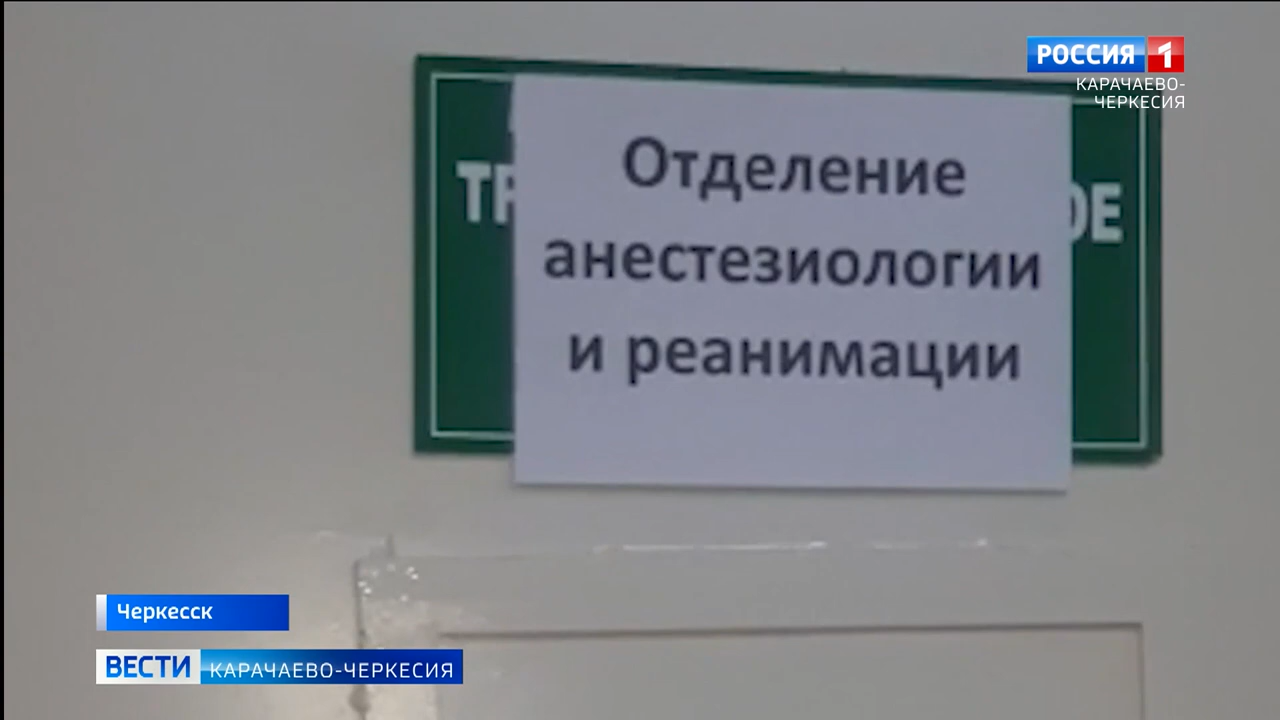 РОССИЯ 1
КАРАЧАЕВО-
ЧЕРКЕСИЯ
Отделение
анестезиологии
и реанимации
Черкесск
ВЕСТИ КАРАЧАЕВО-ЧЕРКЕСИЯ